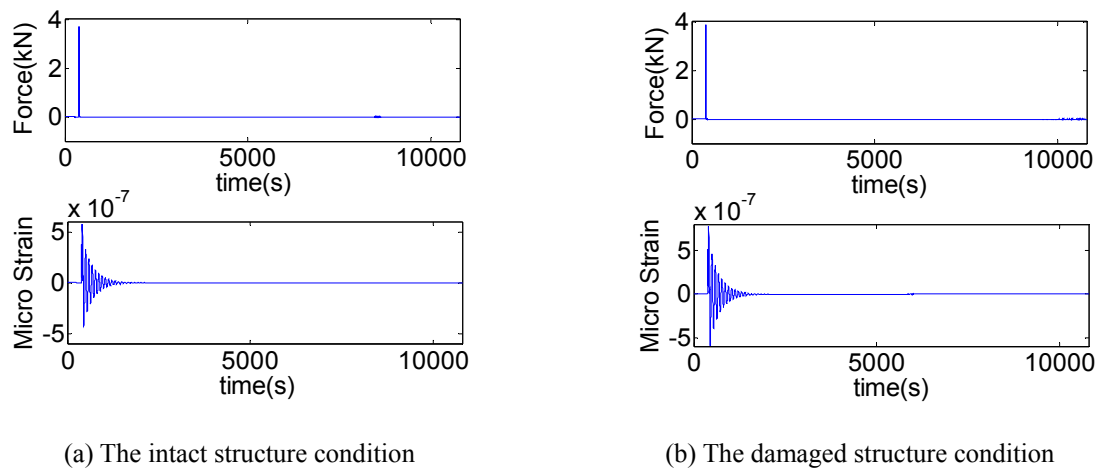 4
2
0
Force(kN)
0 5000 10000
time(s)
x 10-7
5
0
-5
Micro Strain
0 5000 10000
time(s)
(a) The intact structure condition
4
2
0
Force(kN)
0 5000 10000
time(s)
x 10-7
5
0
-5
Micro Strain
0 5000 10000
time(s)
(b) The damaged structure condition